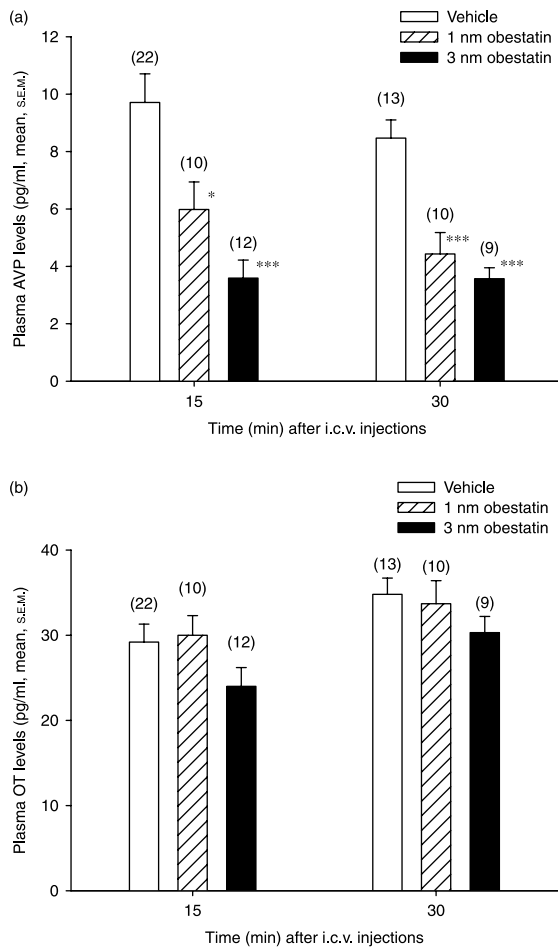 (a)
Vehicle
1 nm obestatin
3 nm obestatin
Plasma AVP levels (pg/ml, mean, S.E.M.)
12
10
8
6
4
2
0
(22)
(10)
*
(12)
***
(13)
(10)
***
(9)
***
15
30
Time (min) after i.c.v. injections
(b)
Vehicle
1 nm obestatin
3 nm obestatin
Plasma OT levels (pg/ml, mean, S.E.M.)
40
30
20
10
0
(22)
(10)
(12)
(13)
(10)
(9)
15
30
Time (min) after i.c.v. injections